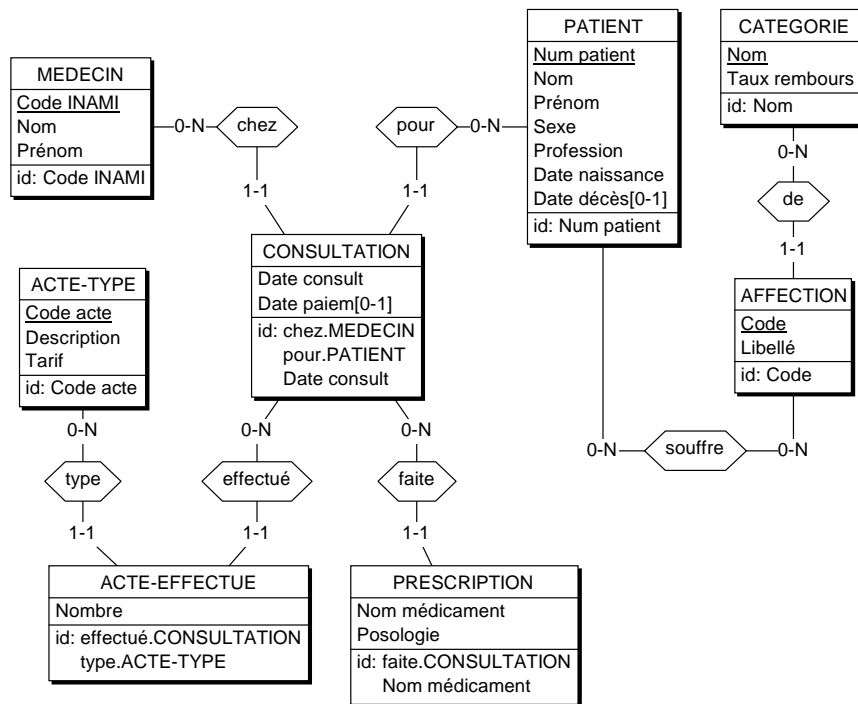 PATIENT
Num patient
Nom
Prénom
Sexe
Profession
Date naissance
Date décès[0-1]
id: Num patient
CATEGORIE
Nom
Taux rembours
id: Nom
MEDECIN
Code INAMI
Nom
Prénom
id: Code INAMI
0-N
chez
pour
0-N
0-N
de
1-1
1-1
1-1
CONSULTATION
Date consult
Date paiem[0-1]
id: chez.MEDECIN
pour.PATIENT
Date consult
ACTE-TYPE
Code acte
Description
Tarif
id: Code acte
AFFECTION
Code
Libellé
id: Code
0-N
0-N
0-N
0-N
souffre
0-N
type
effectué
faite
1-1
1-1
1-1
ACTE-EFFECTUE
Nombre
id: effectué.CONSULTATION
type.ACTE-TYPE
PRESCRIPTION
Nom médicament
Posologie
id: faite.CONSULTATION
Nom médicament